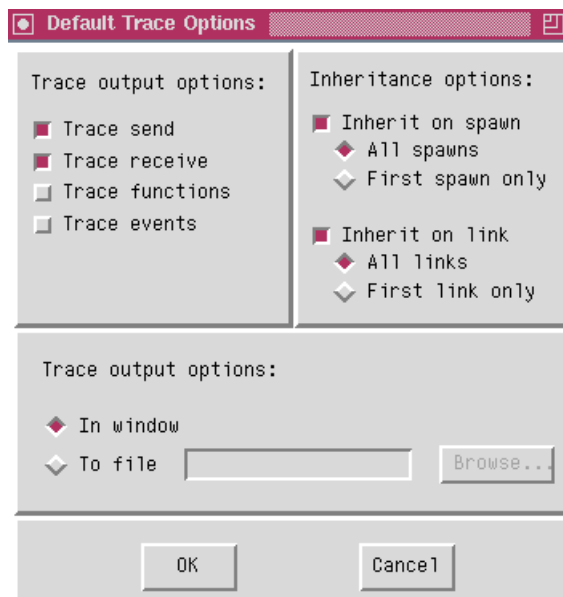 Default Trace Options
Trace output options:
Trace send
Trace receive
Trace functions
Trace events
Inheritance options:
Inherit on spawn
All spawns
First spawn only
Inherit on link
All links
First link only
Trace output options:
In window
To file
Browse...
OK
Cancel